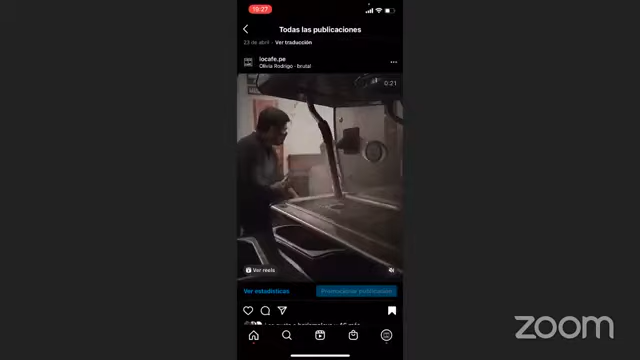 19:27
Todas las publicaciones
23 de abril · Ver traducción
locafe.pe
Olivia Rodrigo · brutal
0:21
Ver reels
Ver estadísticas
Promocionar publicación
zoom